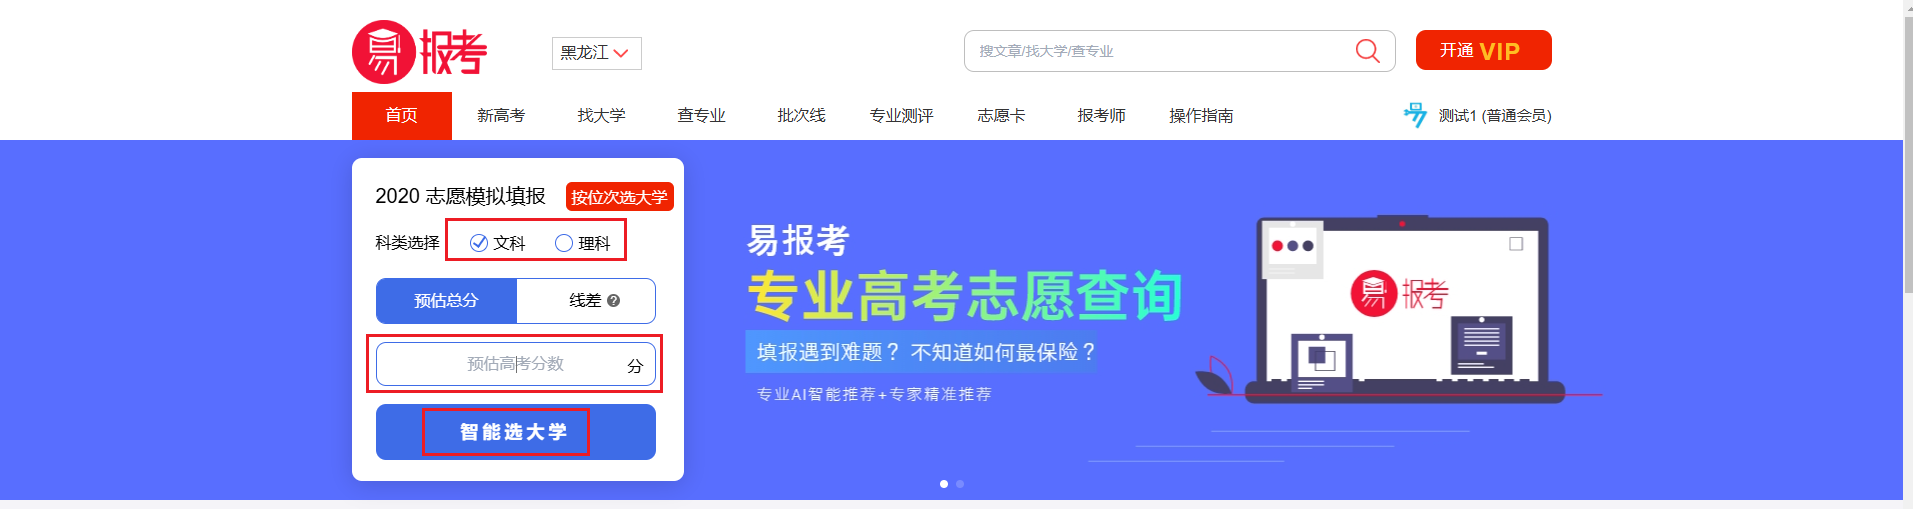 易 报考
黑龙江
搜文章/找大学/查专业
开通 VIP
首页 新高考 找大学 查专业 批次线 专业测评 志愿卡 报考师 操作指南
测试1 (普通会员)
2020 志愿模拟填报 按位次选大学
科类选择 文科 理科
预估总分 线差 ?
预估高考分数 分
智能选大学
易报考
专业高考志愿查询
填报遇到难题？ 不知道如何最保险？
专业AI智能推荐+专家精准推荐
易 报考